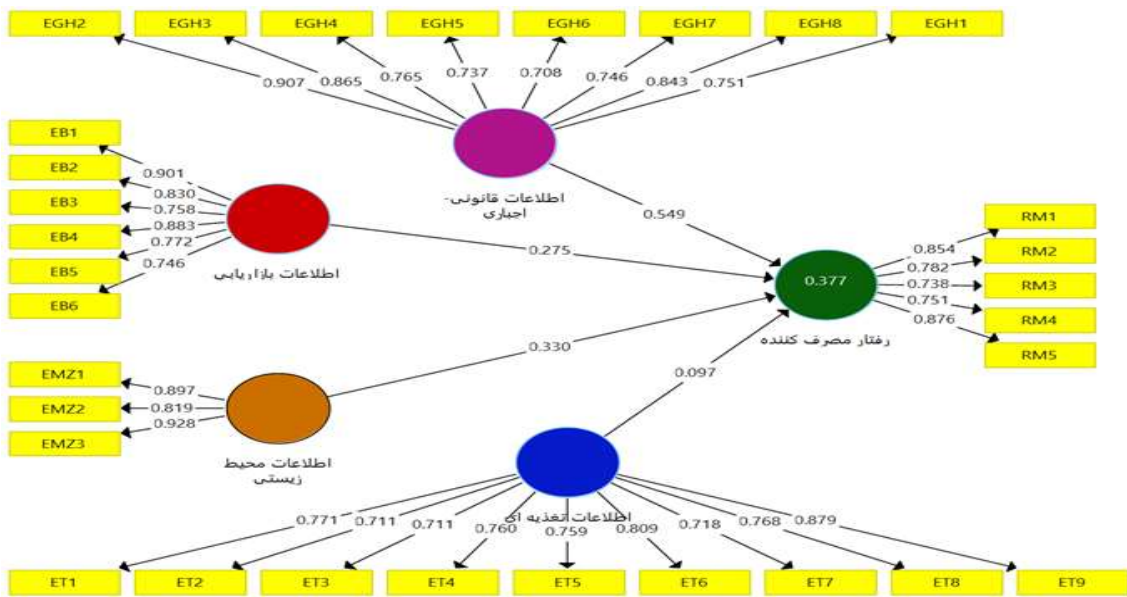 EGH2 EGH3 EGH4 EGH5 EGH6 EGH7 EGH8 EGH1
0.907 0.865 0.765 0.737 0.708 0.746 0.843 0.751
اطلاعات قانونی-
اجباری
EB1
EB2
EB3
EB4
EB5
EB6
0.901
0.830
0.758
0.883
0.772
0.746
اطلاعات بازاریابی
0.549
0.275
0.330
0.097
0.377
رفتار مصرف کننده
0.854
0.782
0.738
0.751
0.876
RM1
RM2
RM3
RM4
RM5
EMZ1
EMZ2
EMZ3
0.897
0.819
0.928
اطلاعات محیط
زیستی
اطلاعات تغذیه ای
0.771 0.711 0.711 0.760 0.759 0.809 0.718 0.768 0.879
ET1 ET2 ET3 ET4 ET5 ET6 ET7 ET8 ET9